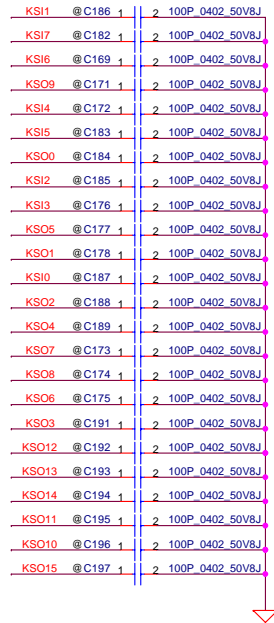 KSI1 @C186 1 2 100P_0402_50V8J
KSI7 @C182 1 2 100P_0402_50V8J
KSI6 @C169 1 2 100P_0402_50V8J
KSO9 @C171 1 2 100P_0402_50V8J
KSI4 @C172 1 2 100P_0402_50V8J
KSI5 @C183 1 2 100P_0402_50V8J
KSO0 @C184 1 2 100P_0402_50V8J
KSI2 @C185 1 2 100P_0402_50V8J
KSI3 @C176 1 2 100P_0402_50V8J
KSO5 @C177 1 2 100P_0402_50V8J
KSO1 @C178 1 2 100P_0402_50V8J
KSI0 @C187 1 2 100P_0402_50V8J
KSO2 @C188 1 2 100P_0402_50V8J
KSO4 @C189 1 2 100P_0402_50V8J
KSO7 @C173 1 2 100P_0402_50V8J
KSO8 @C174 1 2 100P_0402_50V8J
KSO6 @C175 1 2 100P_0402_50V8J
KSO3 @C191 1 2 100P_0402_50V8J
KSO12 @C192 1 2 100P_0402_50V8J
KSO13 @C193 1 2 100P_0402_50V8J
KSO14 @C194 1 2 100P_0402_50V8J
KSO11 @C195 1 2 100P_0402_50V8J
KSO10 @C196 1 2 100P_0402_50V8J
KSO15 @C197 1 2 100P_0402_50V8J